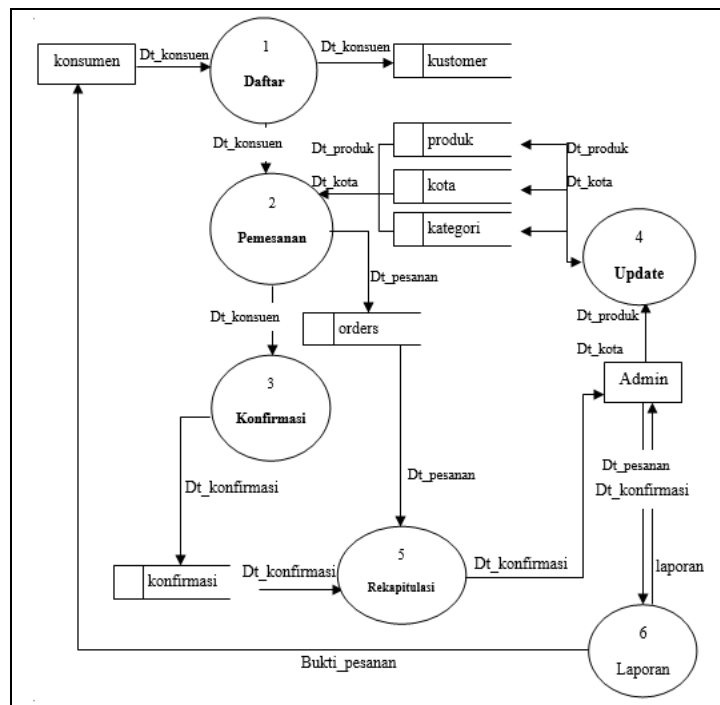 konsumen
Dt_konsuen
1
Daftar
Dt_konsuen
kustomer
Dt_konsuen
Dt_produk
produk
Dt_produk
Dt_kota
kota
Dt_kota
kategori
2
Pemesanan
4
Update
Dt_pesanan
Dt_konsuen
orders
Dt_produk
Dt_kota
3
Konfirmasi
Admin
Dt_konfirmasi
Dt_pesanan
Dt_pesanan
Dt_konfirmasi
konfirmasi
Dt_konfirmasi
5
Rekapitulasi
Dt_konfirmasi
laporan
6
Laporan
Bukti_pesanan